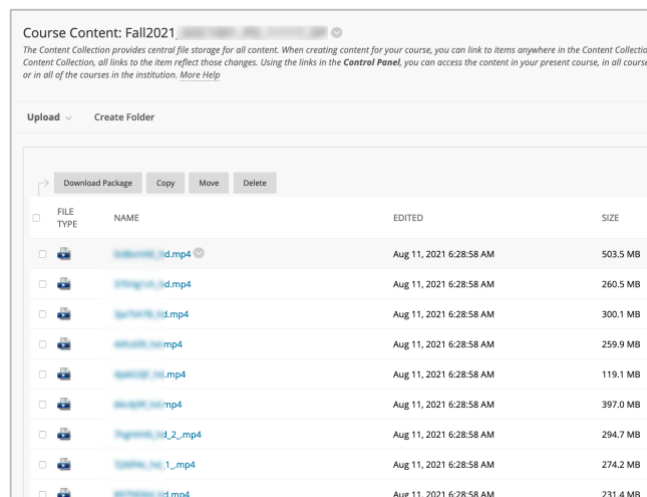 Course Content: Fall2021_
The Content Collection provides central file storage for all content. When creating content for your course, you can link to items anywhere in the Content Collectio
Content Collection, all links to the item reflect those changes. Using the links in the Control Panel, you can access the content in your present course, in all course
or in all of the courses in the institution. More Help
Upload Create Folder
Download Package Copy Move Delete
FILE TYPE NAME EDITED SIZE
d.mp4 Aug 11, 2021 6:28:58 AM 503.5 MB
d.mp4 Aug 11, 2021 6:28:58 AM 260.5 MB
d.mp4 Aug 11, 2021 6:28:58 AM 300.1 MB
mp4 Aug 11, 2021 6:28:58 AM 259.9 MB
.mp4 Aug 11, 2021 6:28:58 AM 119.1 MB
mp4 Aug 11, 2021 6:28:58 AM 397.0 MB
d_2_.mp4 Aug 11, 2021 6:28:58 AM 294.7 MB
_1_.mp4 Aug 11, 2021 6:28:58 AM 274.2 MB
d.mp4 Aug 11, 2021 6:28:58 AM 231.4 MB